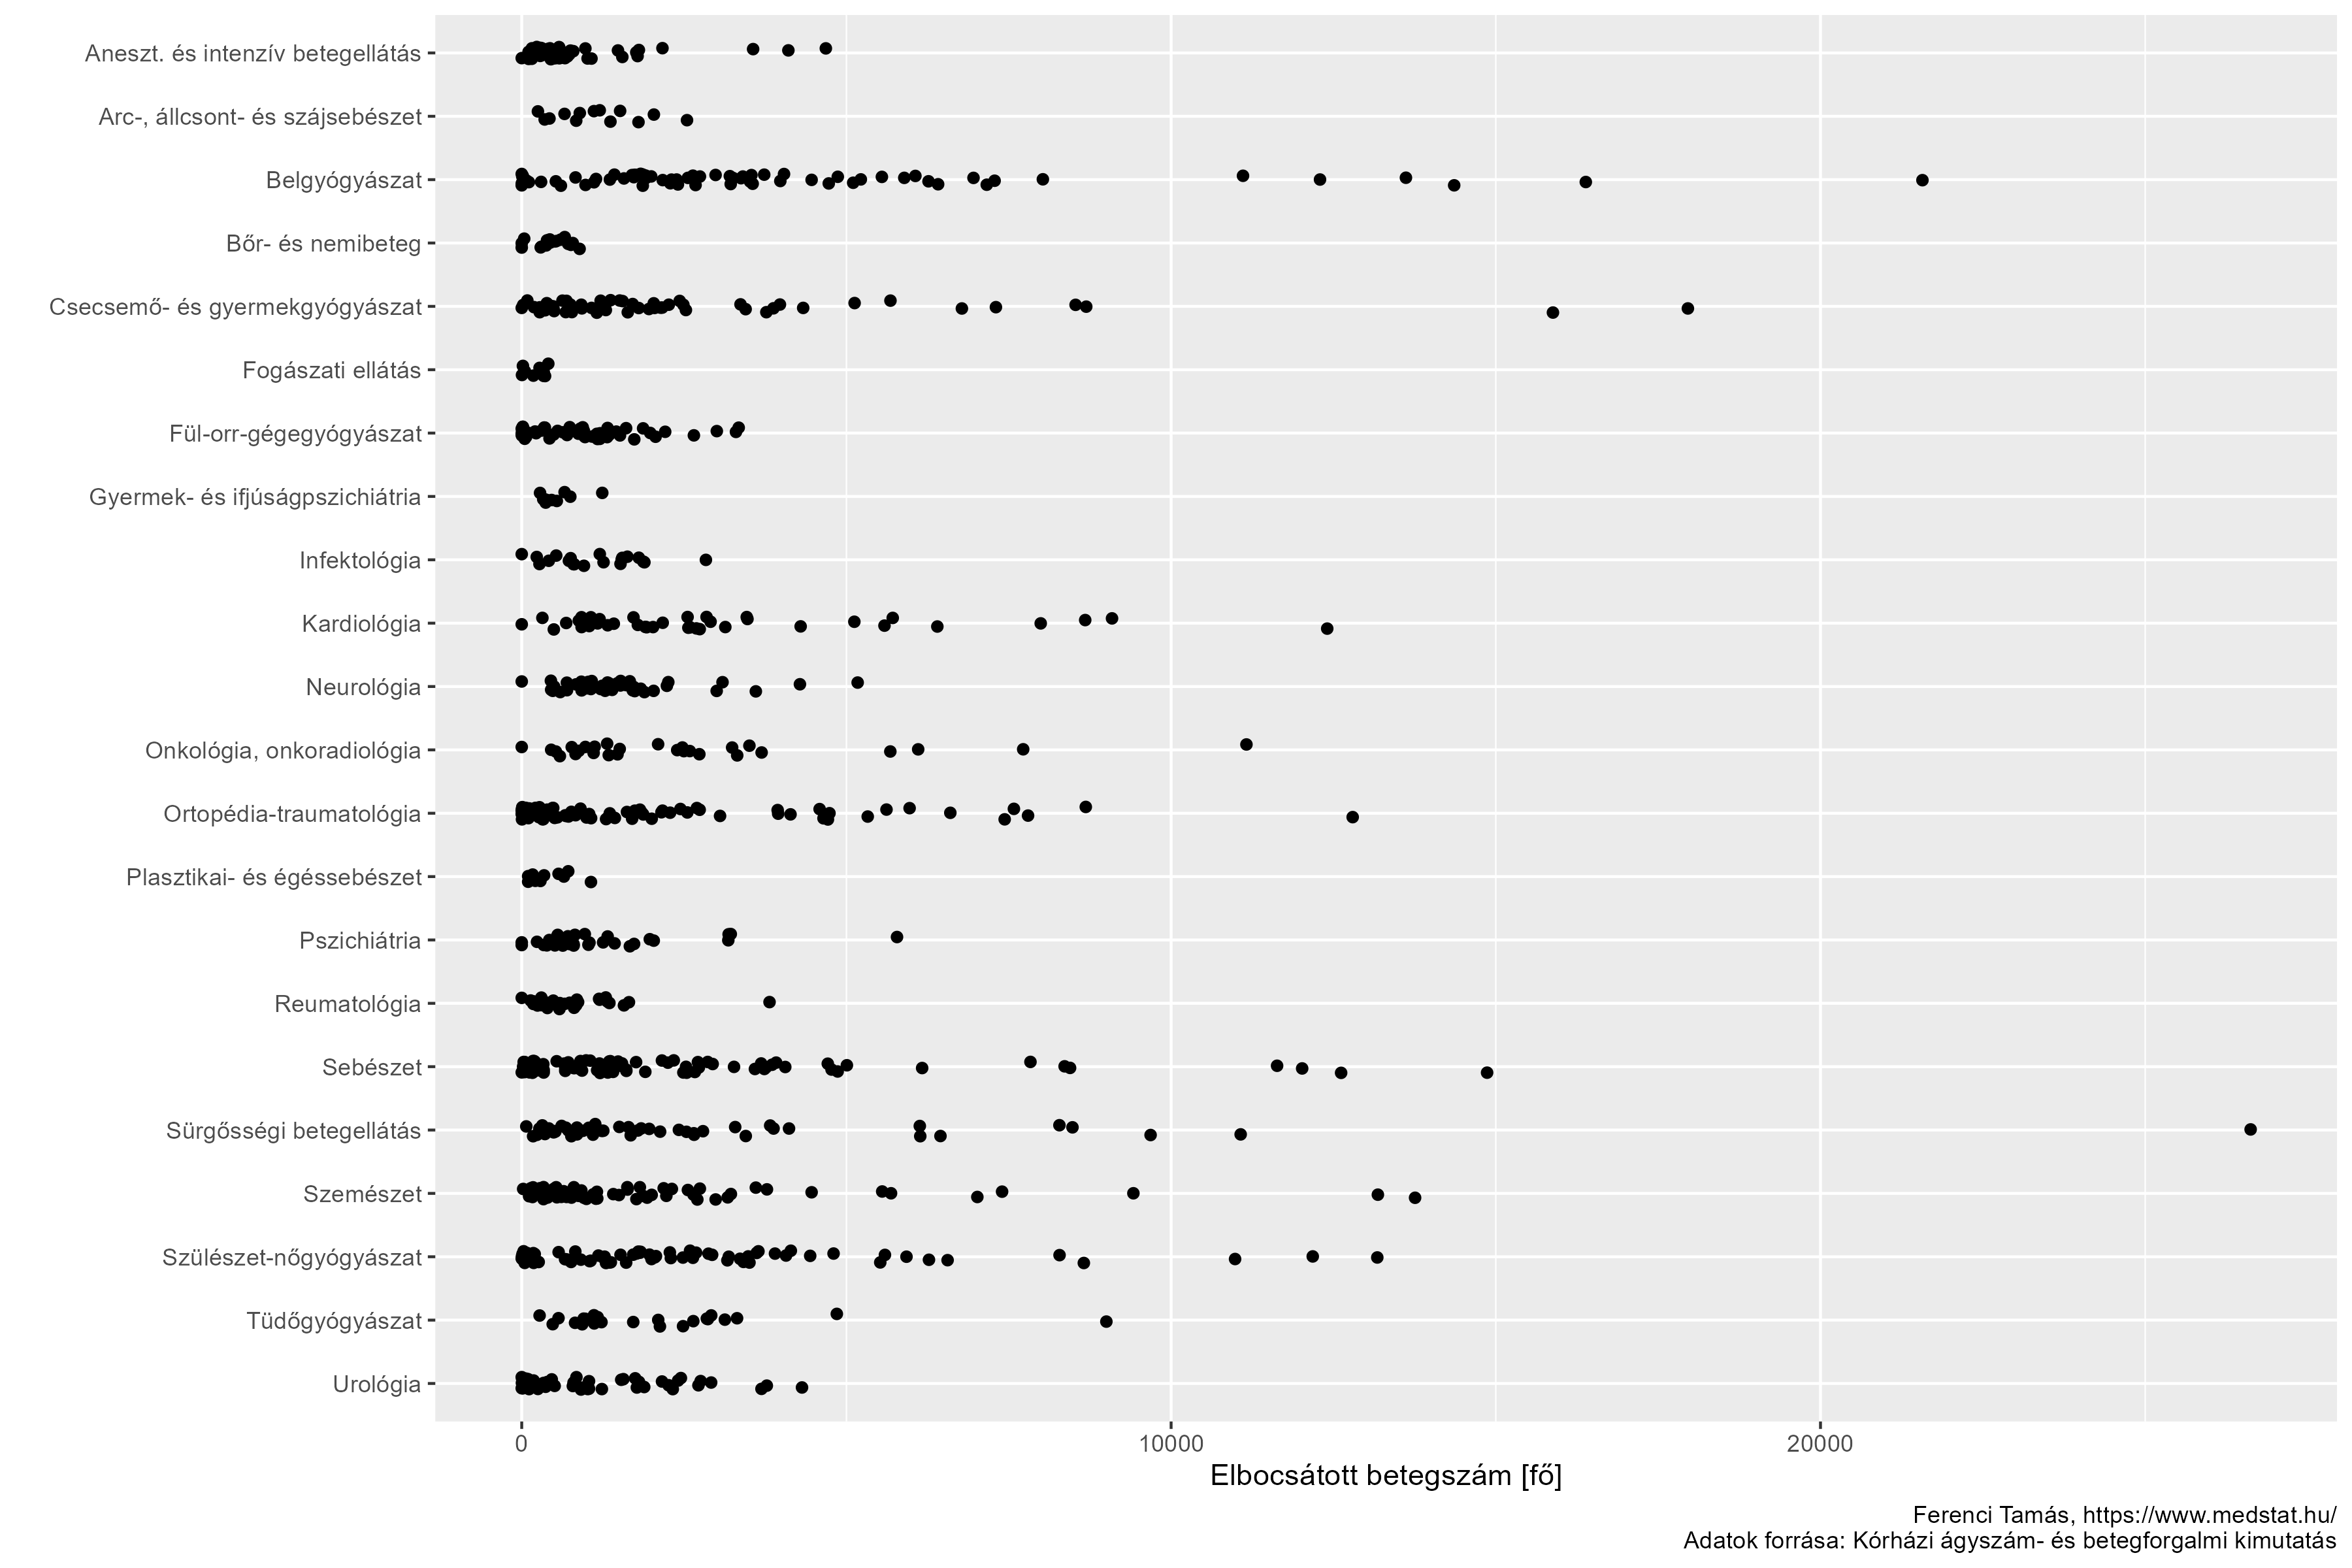 Aneszt. és intenzív betegellátás
Arc-, állcsont- és szájsebészet
Belgyógyászat
Bőr- és nemibeteg
Csecsemő- és gyermekgyógyászat
Fogászati ellátás
Fül-orr-gégegyógyászat
Gyermek- és ifjúságpszichiátria
Infektológia
Kardiológia
Neurológia
Onkológia, onkoradiológia
Ortopédia-traumatológia
Plasztikai- és égéssebészet
Pszichiátria
Reumatológia
Sebészet
Sürgősségi betegellátás
Szemészet
Szülészet-nőgyógyászat
Tüdőgyógyászat
Urológia
0 10000 20000
Elbocsátott betegszám [fő]
Ferenci Tamás, https://www.medstat.hu/
Adatok forrása: Kórházi ágyszám- és betegforgalmi kimutatás